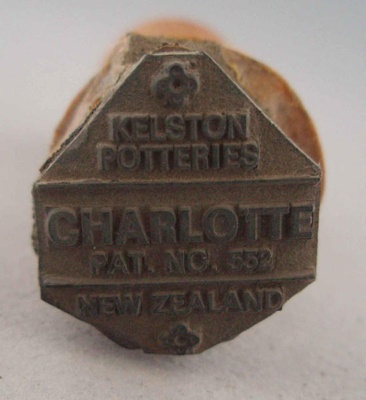 KELSTON
POTTERIES
CHARLOTTE
PAT. NO. 552
NEW ZEALAND